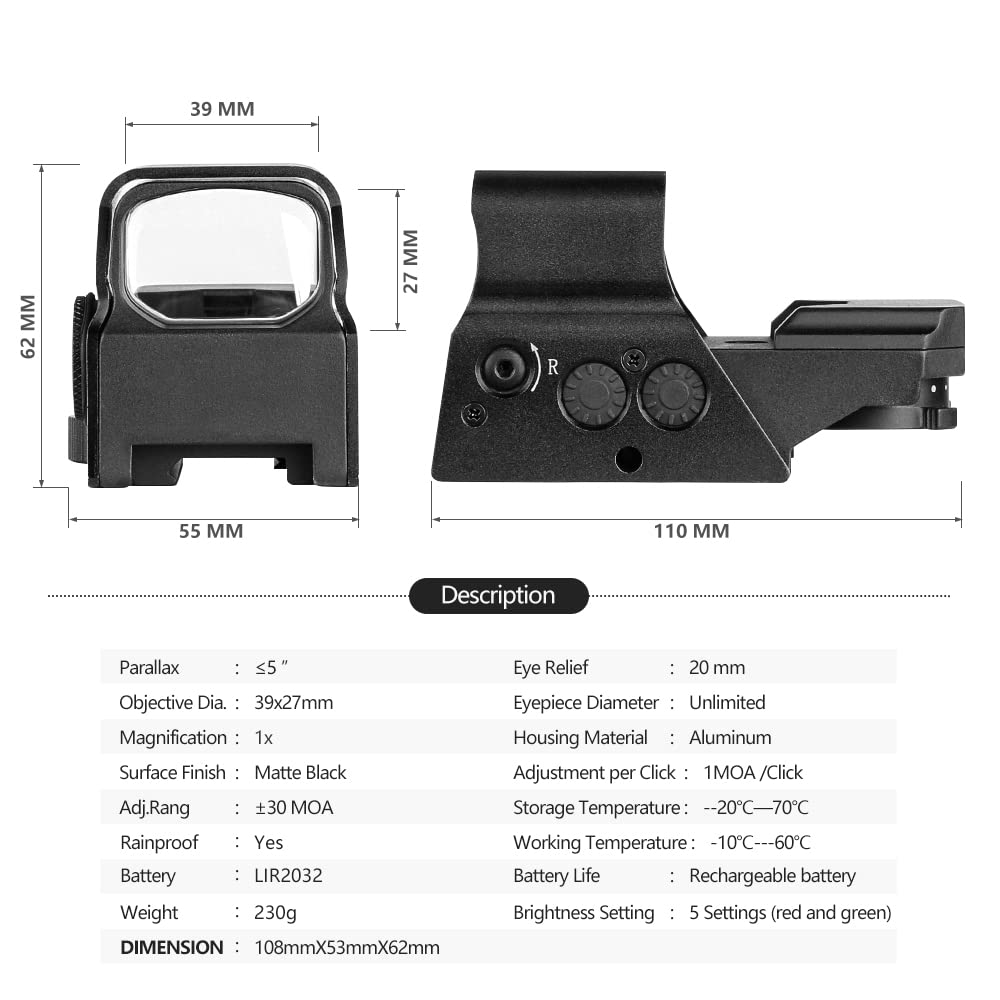 39 MM
27 MM
62 MM
R
55 MM
110 MM
Description
Parallax : ≤5 ″ Eye Relief : 20 mm
Objective Dia. : 39x27mm Eyepiece Diameter : Unlimited
Magnification : 1x Housing Material : Aluminum
Surface Finish : Matte Black Adjustment per Click : 1MOA /Click
Adj.Rang : ±30 MOA Storage Temperature : --20℃—70℃
Rainproof : Yes Working Temperature : -10℃---60℃
Battery : LIR2032 Battery Life : Rechargeable battery
Weight : 230g Brightness Setting : 5 Settings (red and green)
DIMENSION : 108mmX53mmX62mm